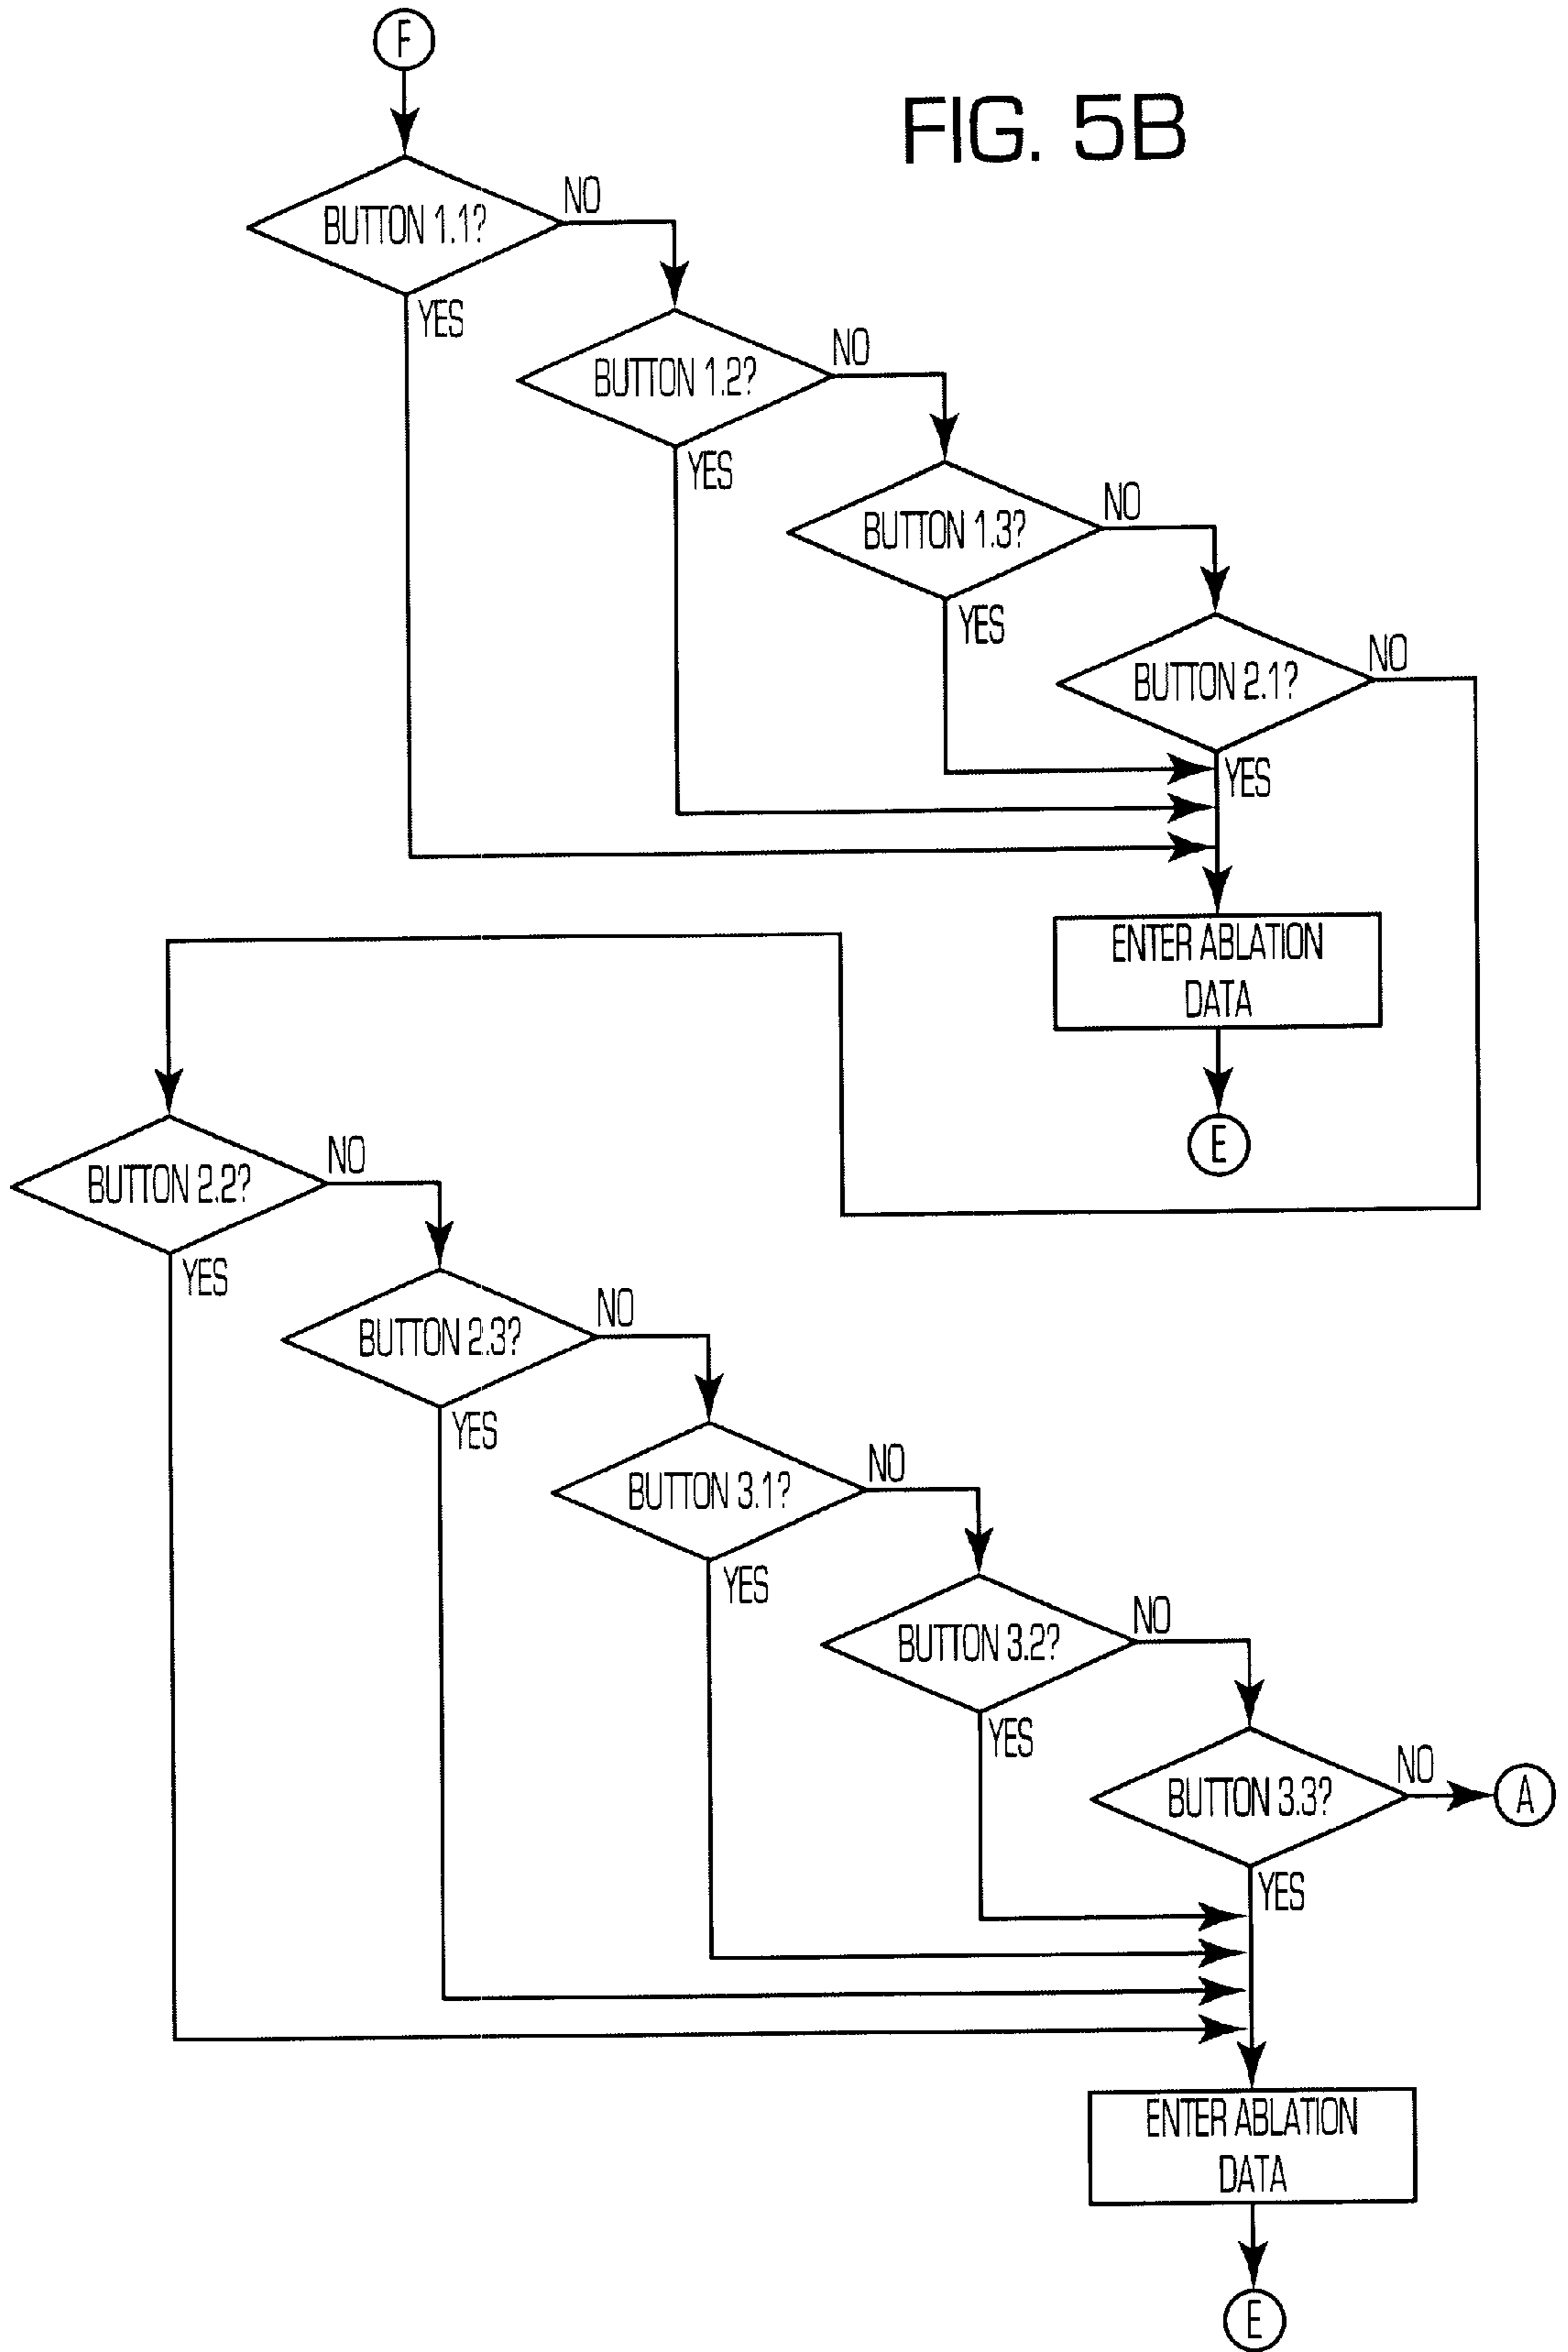 F
FIG. 5B
BUTTON 1.1?
NO
YES
BUTTON 1.2?
NO
YES
BUTTON 1.3?
NO
YES
BUTTON 2.1?
NO
YES
ENTER ABLATION
DATA
E
BUTTON 2.2?
NO
YES
BUTTON 2.3?
NO
YES
BUTTON 3.1?
NO
YES
BUTTON 3.2?
NO
YES
BUTTON 3.3?
NO
A
YES
ENTER ABLATION
DATA
E